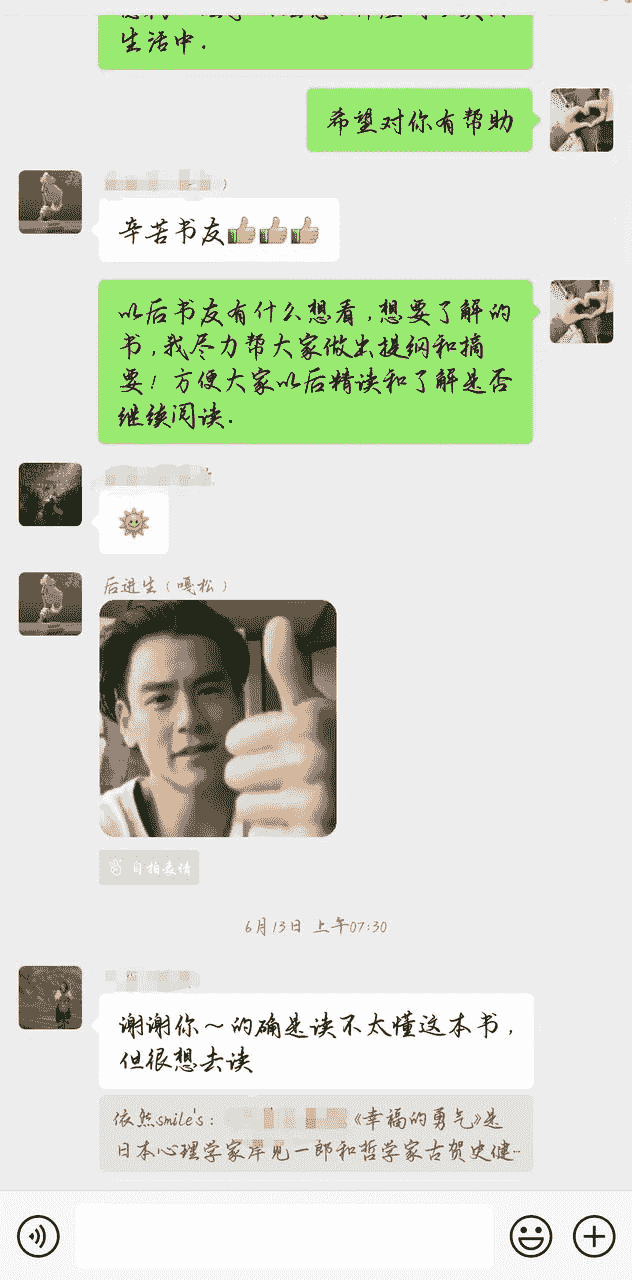 生活中.
希望对你有帮助
辛苦书友
以后书友有什么想看,想要了解的
书,我尽力帮大家做出提纲和摘
要!方便大家以后精读和了解是否
继续阅读.
后进生(嘎松)
自拍表情
6月13日 上午07:30
谢谢你~的确是读不太懂这本书,
但很想去读
依然smile's:
《幸福的勇气》是
日本心理学家岸见一郎和哲学家古贺史健…